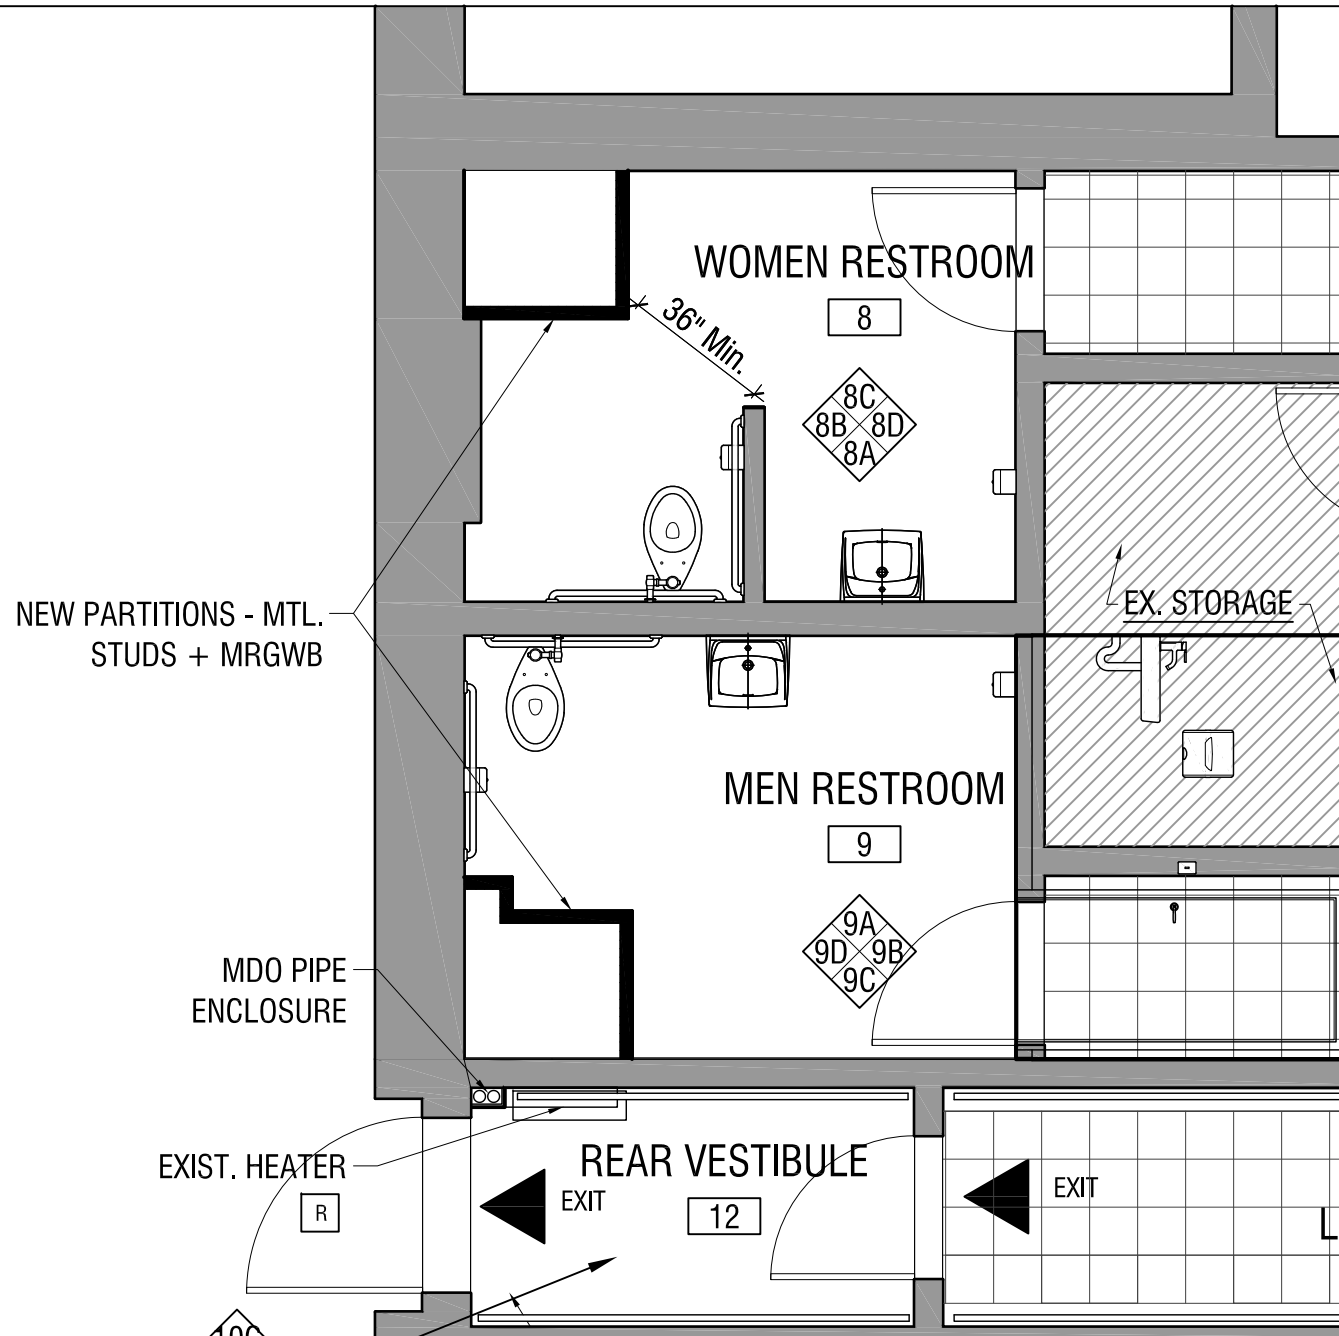 WOMEN RESTROOM
8
36" Min.
8C
8B 8D
8A
NEW PARTITIONS - MTL.
STUDS + MRGWB
EX. STORAGE
MEN RESTROOM
9
9A
9D 9B
9C
MDO PIPE
ENCLOSURE
EXIST. HEATER
R
REAR VESTIBULE
EXIT
12
EXIT